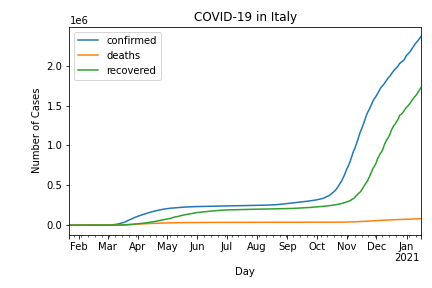 COVID-19 in Italy
1e6
confirmed
deaths
recovered
Number of Cases
2.0
1.5
1.0
0.5
0.0
Feb Mar Apr May Jun Jul Aug Sep Oct Nov Dec Jan
2021
Day